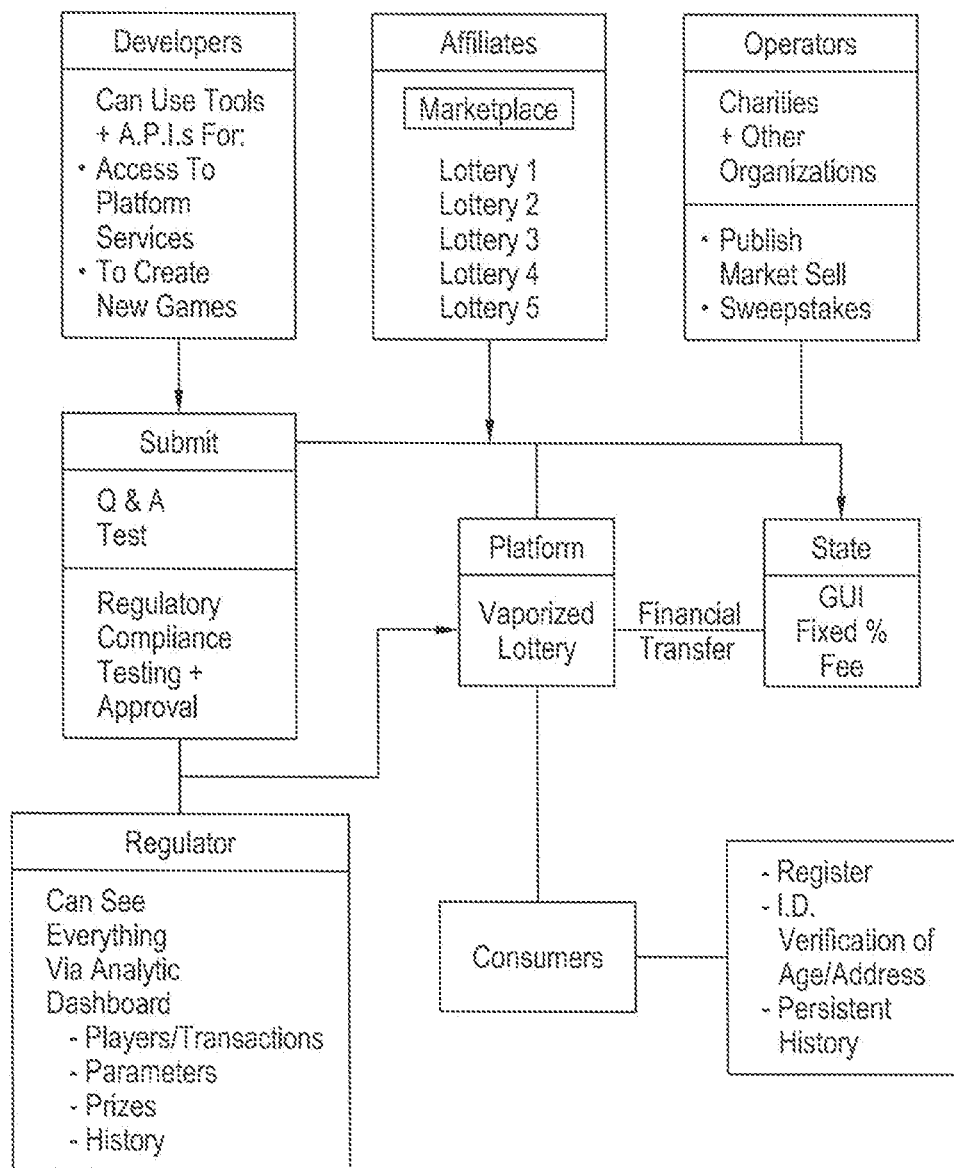 Developers
Can Use Tools
+ A.P.I.s For:
• Access To
Platform
Services
• To Create
New Games
Affiliates
Marketplace
Lottery 1
Lottery 2
Lottery 3
Lottery 4
Lottery 5
Operators
Charities
+ Other
Organizations
• Publish
Market Sell
• Sweepstakes
Submit
Q & A
Test
Regulatory
Compliance
Testing +
Approval
Platform
Vaporized
Lottery
Financial
Transfer
State
GUI
Fixed %
Fee
Regulator
Can See
Everything
Via Analytic
Dashboard
- Players/Transactions
- Parameters
- Prizes
- History
Consumers
- Register
- I.D.
Verification of
Age/Address
- Persistent
History